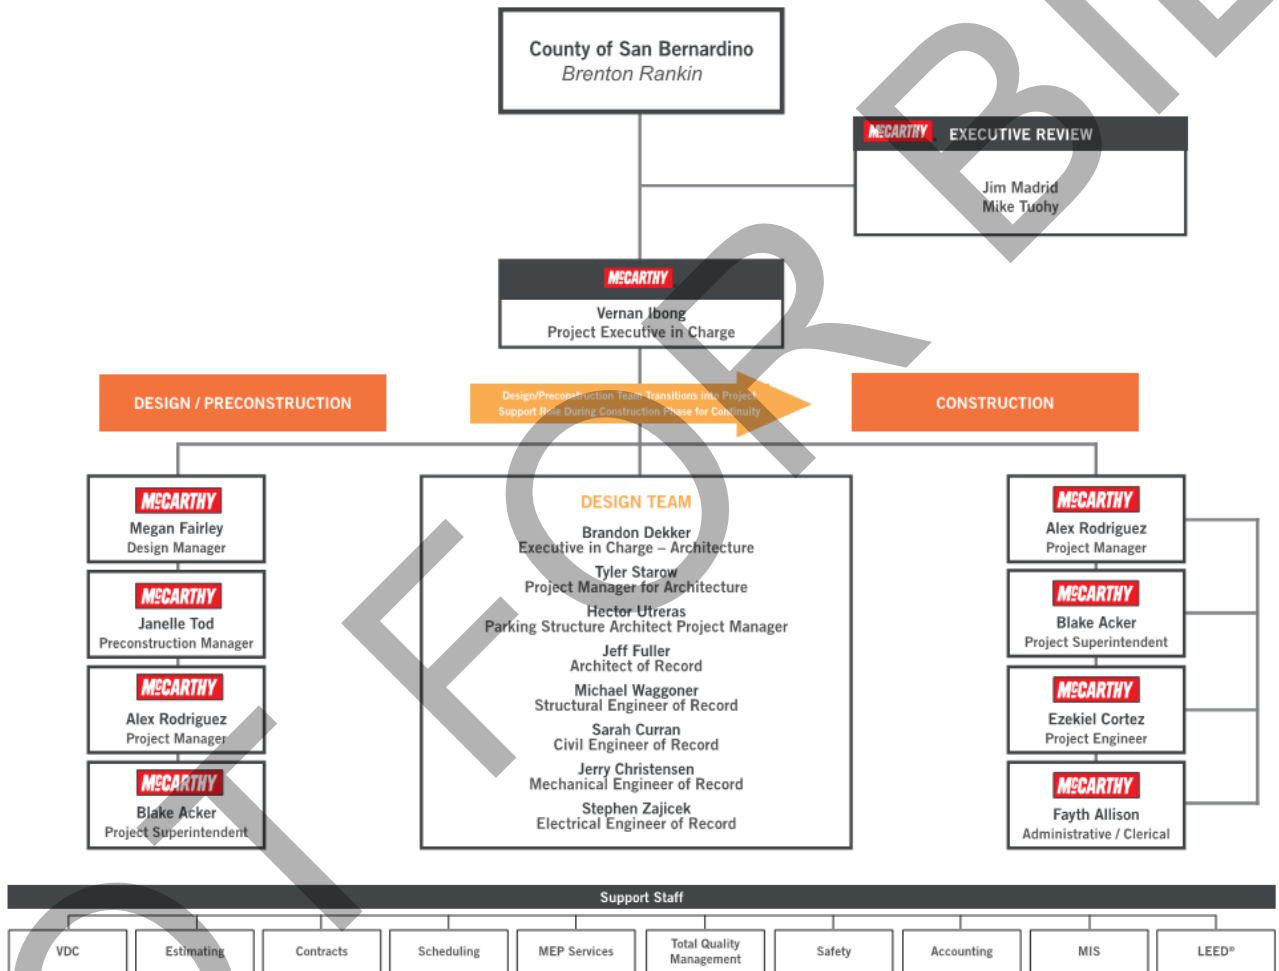 County of San Bernardino
Brenton Rankin
McCARTHY EXECUTIVE REVIEW
Jim Madrid
Mike Tuohy
McCARTHY
Vernan Ibong
Project Executive in Charge
DESIGN / PRECONSTRUCTION
Design/Preconstruction Team Transitions into Project
Support Role During Construction Phase for Continuity
CONSTRUCTION
McCARTHY
Megan Fairley
Design Manager
McCARTHY
Janelle Tod
Preconstruction Manager
McCARTHY
Alex Rodriguez
Project Manager
McCARTHY
Blake Acker
Project Superintendent
DESIGN TEAM
Brandon Dekker
Executive in Charge – Architecture
Tyler Starow
Project Manager for Architecture
Hector Utreras
Parking Structure Architect Project Manager
Jeff Fuller
Architect of Record
Michael Waggoner
Structural Engineer of Record
Sarah Curran
Civil Engineer of Record
Jerry Christensen
Mechanical Engineer of Record
Stephen Zajicek
Electrical Engineer of Record
McCARTHY
Alex Rodriguez
Project Manager
McCARTHY
Blake Acker
Project Superintendent
McCARTHY
Ezekiel Cortez
Project Engineer
McCARTHY
Fayth Allison
Administrative / Clerical
Support Staff
VDC
Estimating
Contracts
Scheduling
MEP Services
Total Quality
Management
Safety
Accounting
MIS
LEED®
OT FOR BID